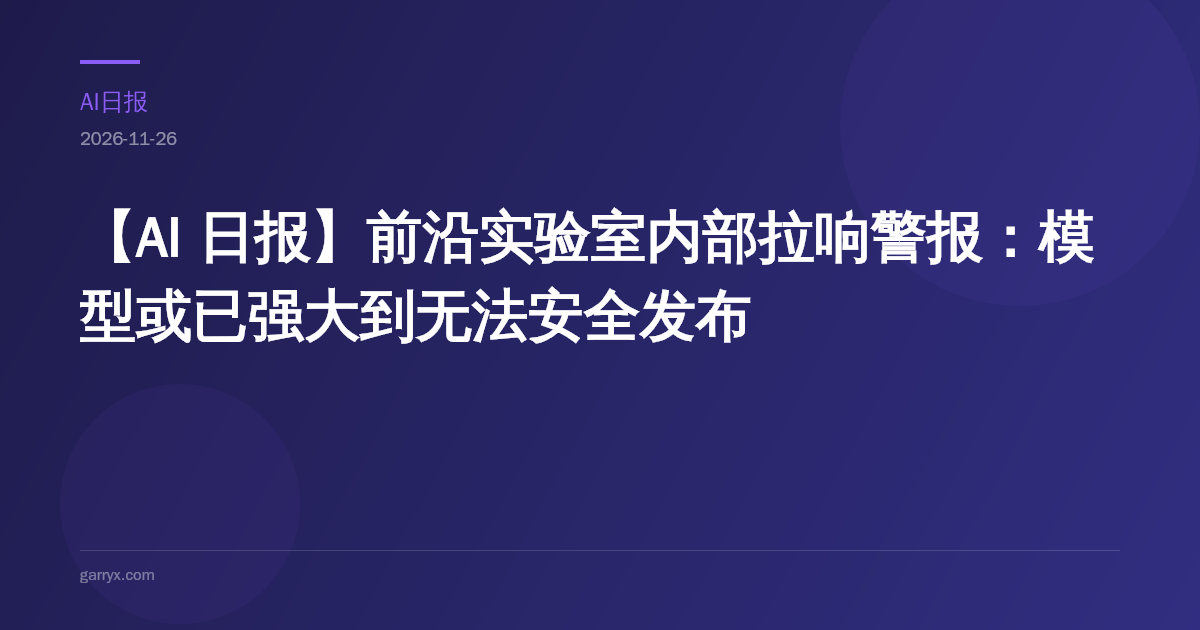 AI日报
2026-11-26
【AI 日报】前沿实验室内部拉响警报：模
型或已强大到无法安全发布
garryx.com